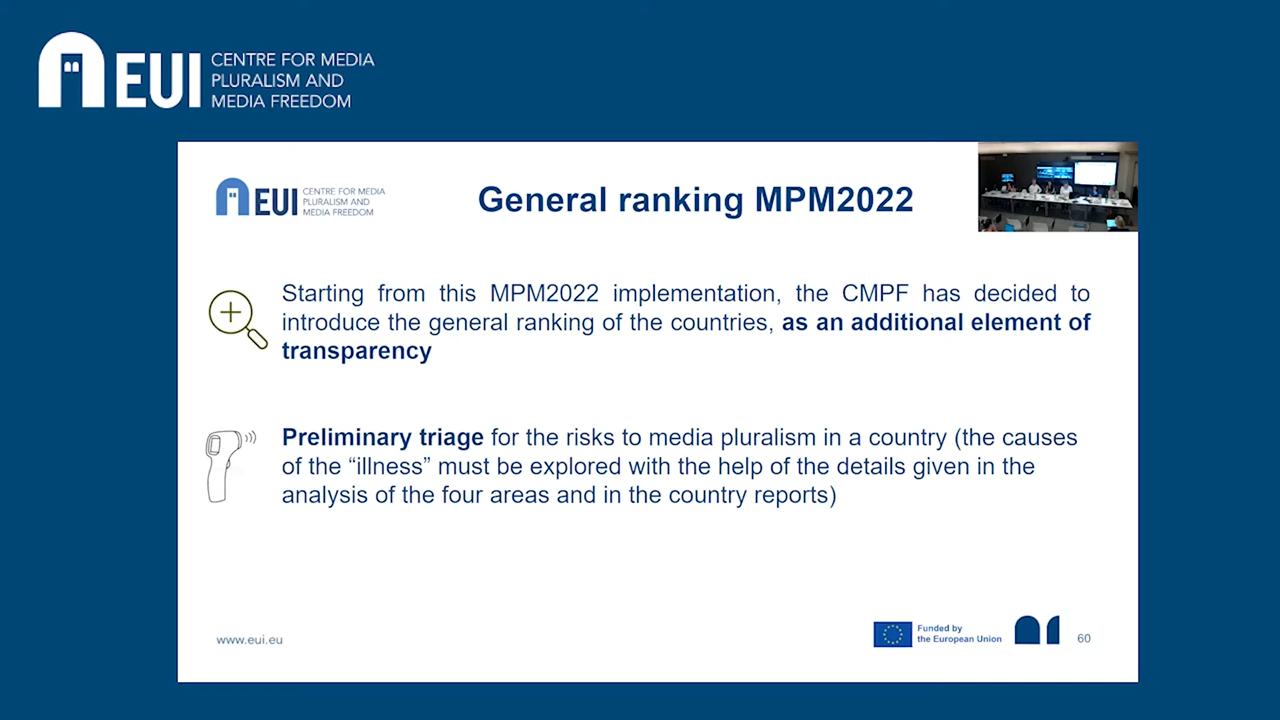 EUI
CENTRE FOR MEDIA
PLURALISM AND
MEDIA FREEDOM
EUI
CENTRE FOR MEDIA
PLURALISM AND
MEDIA FREEDOM
General ranking MPM2022
Starting from this MPM2022 implementation, the CMPF has decided to
introduce the general ranking of the countries, as an additional element of
transparency
Preliminary triage for the risks to media pluralism in a country (the causes
of the “illness” must be explored with the help of the details given in the
analysis of the four areas and in the country reports)
www.eui.eu
Funded by
the European Union
60